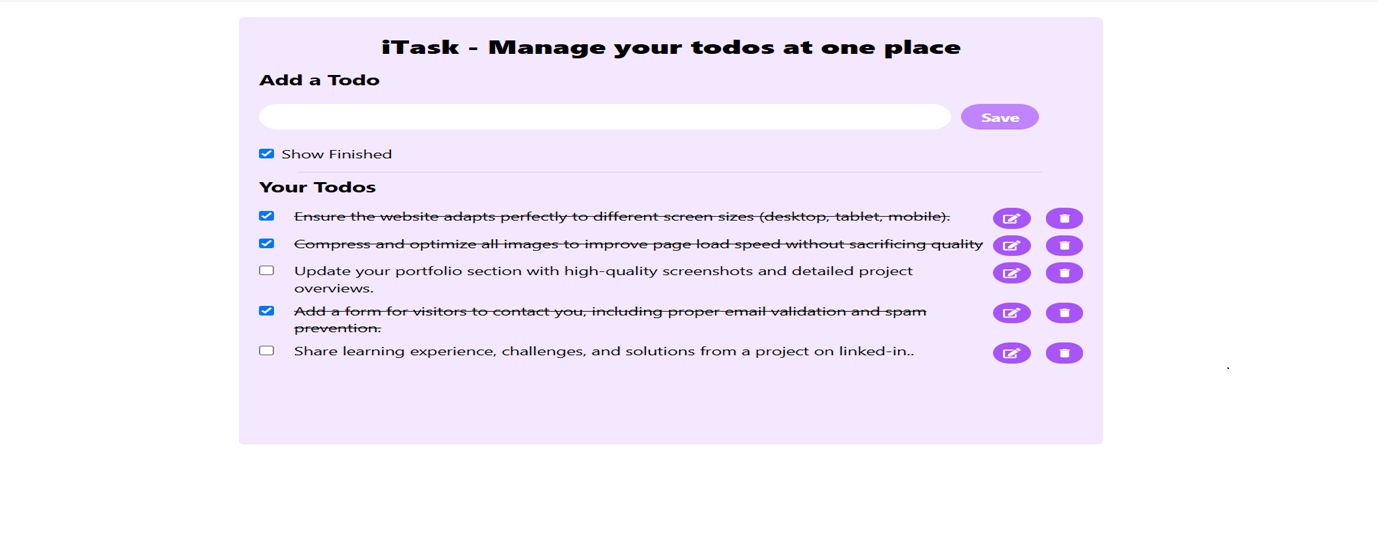 iTask - Manage your todos at one place
Add a Todo
Save
Show Finished
Your Todos
Ensure the website adapts perfectly to different screen sizes (desktop, tablet, mobile).
Compress and optimize all images to improve page load speed without sacrificing quality
Update your portfolio section with high-quality screenshots and detailed project
overviews.
Add a form for visitors to contact you, including proper email validation and spam
prevention.
Share learning experience, challenges, and solutions from a project on linked-in..